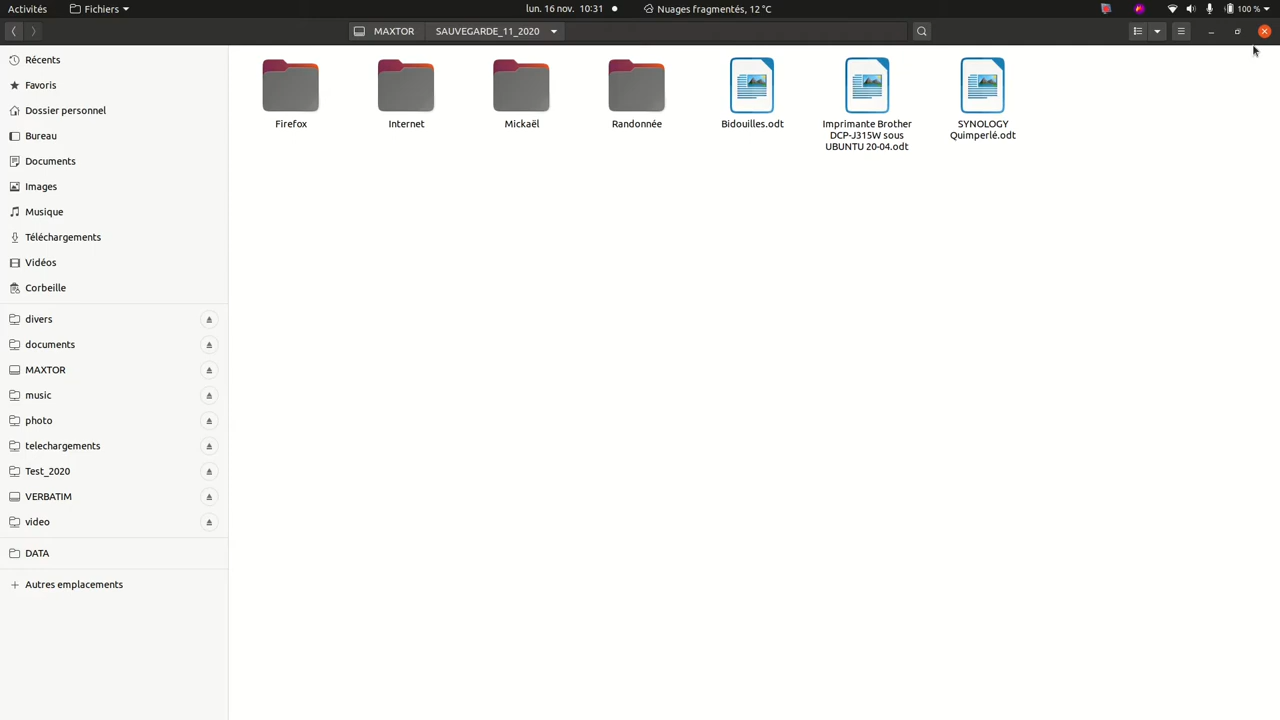 Activités
Fichiers
lun. 16 nov. 10:31
Nuages fragmentés, 12 °C
100 %
MAXTOR
SAUVEGARDE_11_2020
Récents
Favoris
Dossier personnel
Bureau
Documents
Images
Musique
Téléchargements
Vidéos
Corbeille
divers
documents
MAXTOR
music
photo
telechargements
Test_2020
VERBATIM
video
DATA
Autres emplacements
Firefox
Internet
Mickaël
Randonnée
Bidouilles.odt
Imprimante Brother
DCP-J315W sous
UBUNTU 20-04.odt
SYNOLOGY
Quimperlé.odt